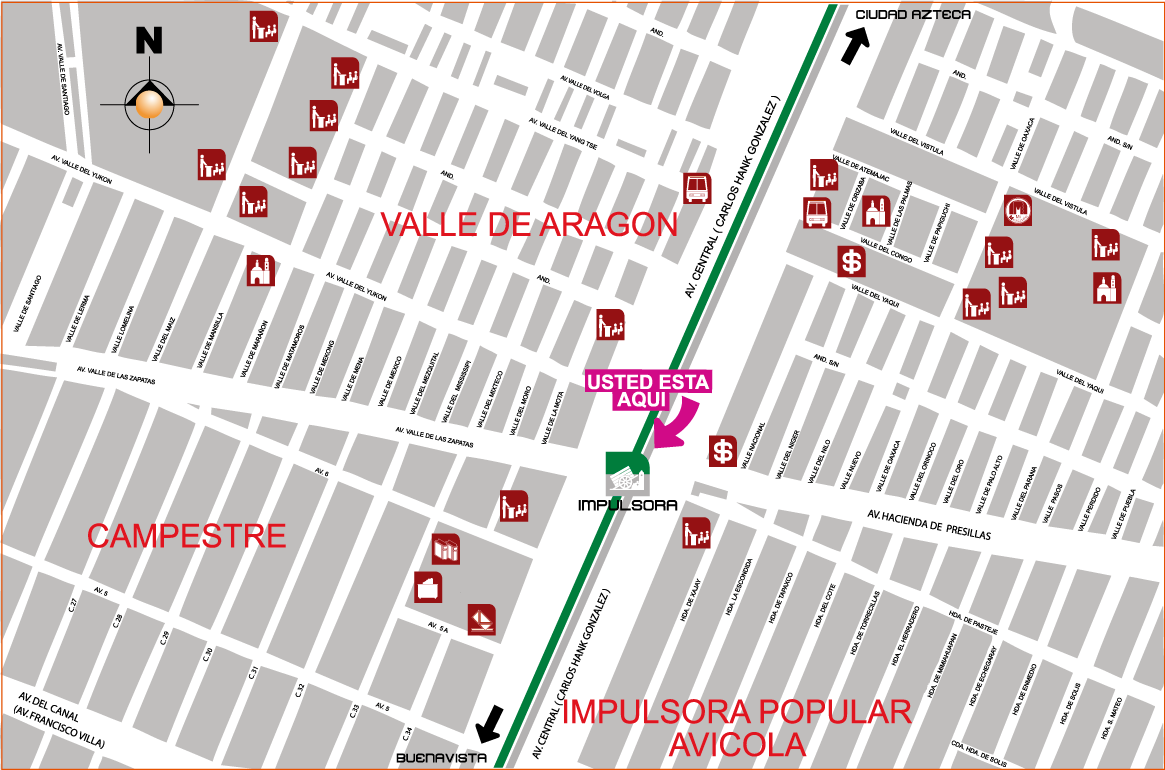 CIUDAD AZTECA
N
AV. VALLE DE SANTIAGO
AND.
AV.VALLE DEL VOLGA
AV. VALLE DEL YANG TSE
AND.
AND.
VALLE DEL VISTULA
VALLE DE OAXACA
AND. S/N
AV. VALLE DEL YUKON
VALLE DE ATEMAJAC
VALLE DE ORIZABA
VALLE DE LAS PALMAS
VALLE DE PAPIGUCHI
VALLE DEL VISTULA
AV. CENTRAL ( CARLOS HANK GONZALEZ )
VALLE DE ARAGON
VALLE DEL CONGO
VALLE DEL YAQUI
AV. VALLE DEL YUKON
AND.
VALLE DE SANTIAGO
VALLE DE LERMA
VALLE LOMELINA
VALLE DEL MAIZ
VALLE DE MANSILLA
VALLE DE MARAÑON
VALLE DE MATAMOROS
VALLE DE MEKONG
VALLE DE MENA
VALLE DE MEXICO
VALLE DEL MEZQUITAL
VALLE DEL MISSISSIPI
VALLE DEL MIXTECO
VALLE DEL MORO
VALLE DE LA MOTA
AND. S/N
VALLE DEL YAQUI
AV. VALLE DE LAS ZAPATAS
USTED ESTA
AQUI
AV. VALLE DE LAS ZAPATAS
VALLE NACIONAL
VALLE DEL NIGER
VALLE DEL NILO
VALLE NUEVO
VALLE DE OAXACA
VALLE DEL ORINOCO
VALLE DEL ORO
VALLE DE PALO ALTO
VALLE DEL PARANA
VALLE PASOS
VALLE PERDIDO
VALLE DE PUEBLA
AV. 6
IMPULSORA
AV. HACIENDA DE PRESILLAS
CAMPESTRE
HDA. DE XAJAY
HDA. LA ESCONDIDA
HDA. DE TAPAXCO
HDA. DEL COTE
HDA. DE TORRECILLAS
HDA. EL HERRADERO
HDA. DE MIMIAHUAPAN
HDA. DE ECHEGARAY
HDA. DE ENMEDIO
HDA. DE SOLIS
HDA. S. MATEO
HDA. DE PASTEJE
AV. 5
C. 27
C. 28
C. 29
C. 30
C. 31
C. 32
C. 33
C. 34
AV. 5 A
AV. 5
AV. DEL CANAL
(AV. FRANCISCO VILLA)
AV. CENTRAL ( CARLOS HANK GONZALEZ )
IMPULSORA POPULAR
AVICOLA
CDA. HDA. DE SOLIS
BUENAVISTA